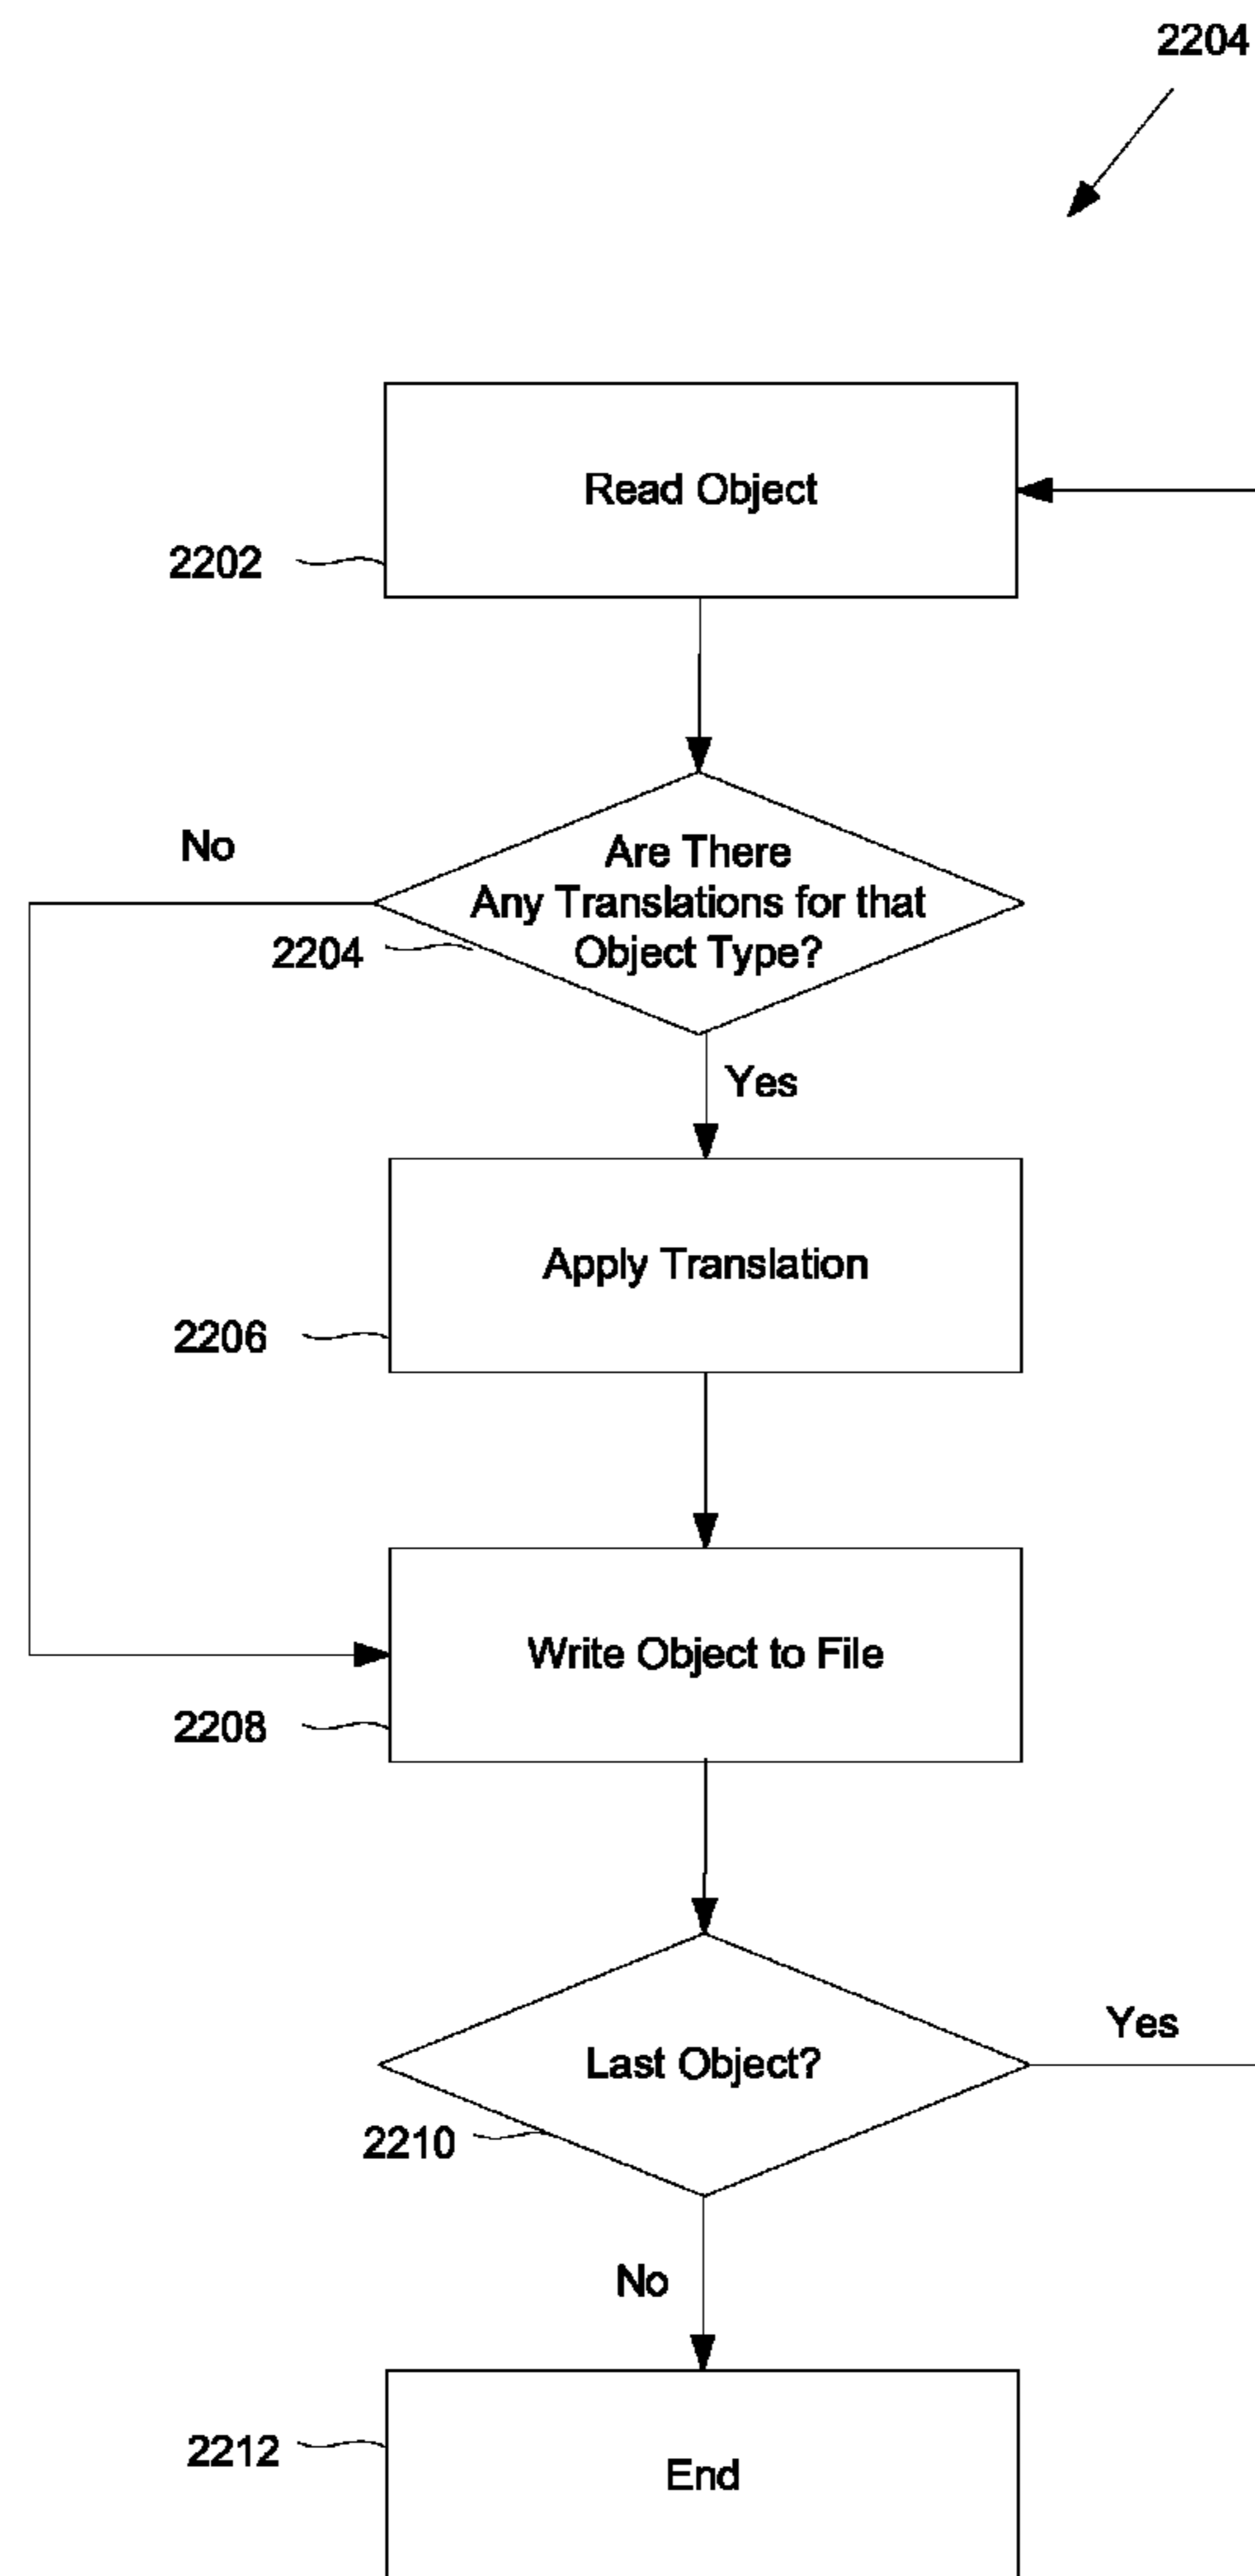 2204
Read Object
2202
No
Are There
Any Translations for that
Object Type?
2204
Yes
Apply Translation
2206
Write Object to File
2208
Last Object?
Yes
2210
No
2212
End